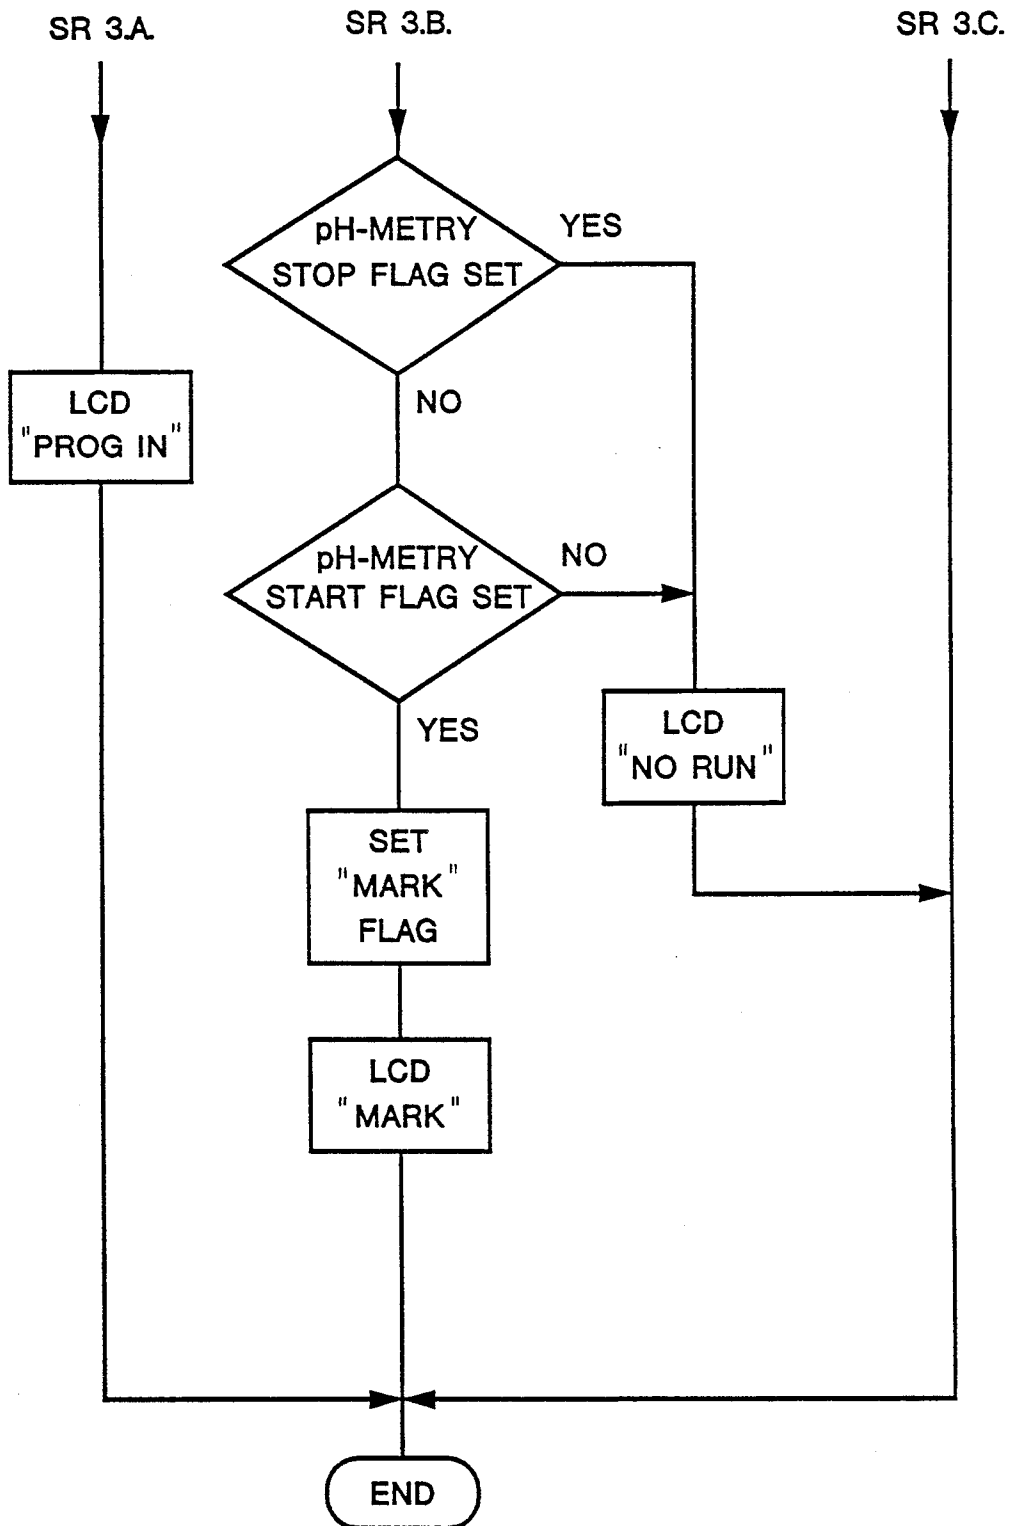 SR 3.A.
SR 3.B.
SR 3.C.
pH-METRY
STOP FLAG SET
YES
NO
LCD
"PROG IN"
pH-METRY
START FLAG SET
NO
YES
LCD
"NO RUN"
SET
"MARK"
FLAG
LCD
"MARK"
END